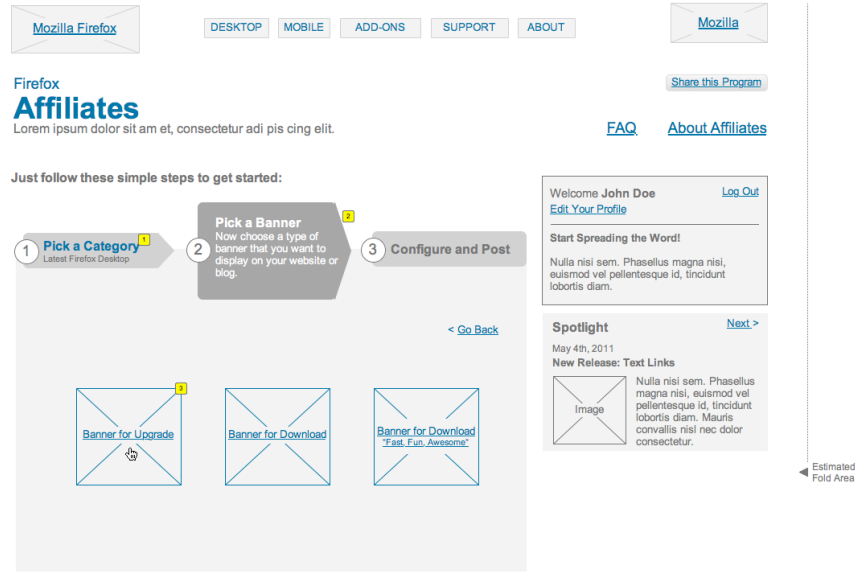 Mozilla Firefox
DESKTOP
MOBILE
ADD-ONS
SUPPORT
ABOUT
Mozilla
Firefox
Share this Program
Affiliates
Lorem ipsum dolor sit am et, consectetur adi pis cing elit.
FAQ
About Affiliates
Just follow these simple steps to get started:
1
Pick a Category
1
Latest Firefox Desktop
2
Pick a Banner
2
Now choose a type of
banner that you want to
display on your website or
blog.
3
Configure and Post
< Go Back
3
Banner for Upgrade
Banner for Download
Banner for Download
"Fast, Fun, Awesome"
Welcome John Doe
Log Out
Edit Your Profile
Start Spreading the Word!
Nulla nisi sem. Phasellus magna nisi,
euismod vel pellentesque id, tincidunt
lobortis diam.
Spotlight
Next >
May 4th, 2011
New Release: Text Links
Image
Nulla nisi sem. Phasellus
magna nisi, euismod vel
pellentesque id, tincidunt
lobortis diam. Mauris
convallis nisl nec dolor
consectetur.
Estimated
Fold Area